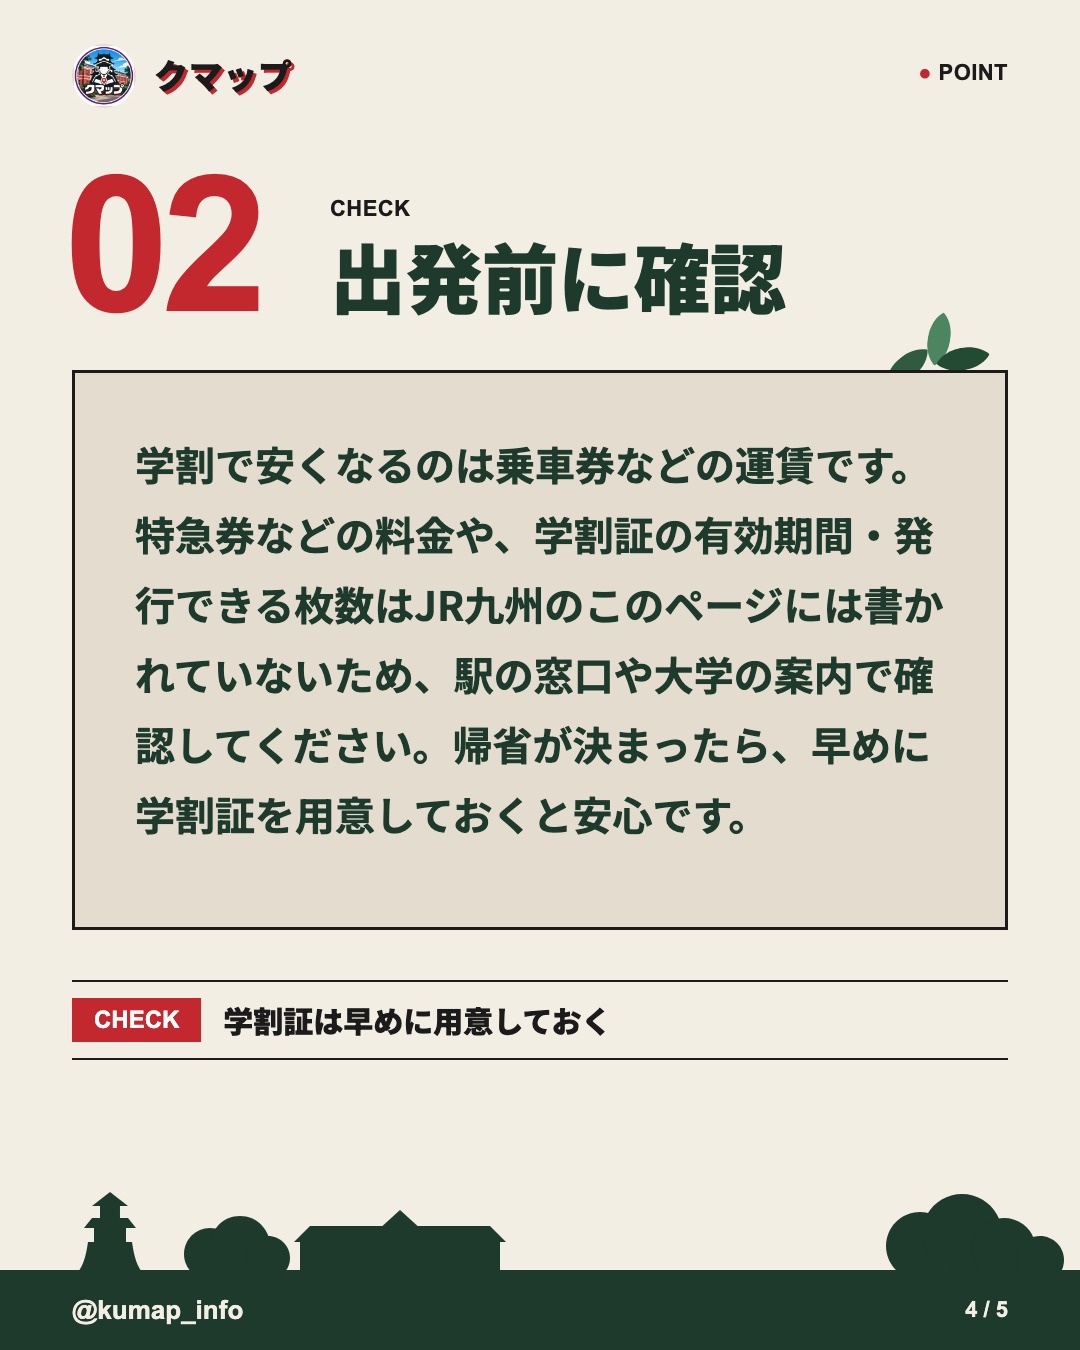 クマップ
クマップ
POINT
02
CHECK
出発前に確認
学割で安くなるのは乗車券などの運賃です。
特急券などの料金や、学割証の有効期間・発
行できる枚数はJR九州のこのページには書か
れていないため、駅の窓口や大学の案内で確
認してください。帰省が決まったら、早めに
学割証を用意しておくと安心です。
CHECK 学割証は早めに用意しておく
@kumap_info
4 / 5